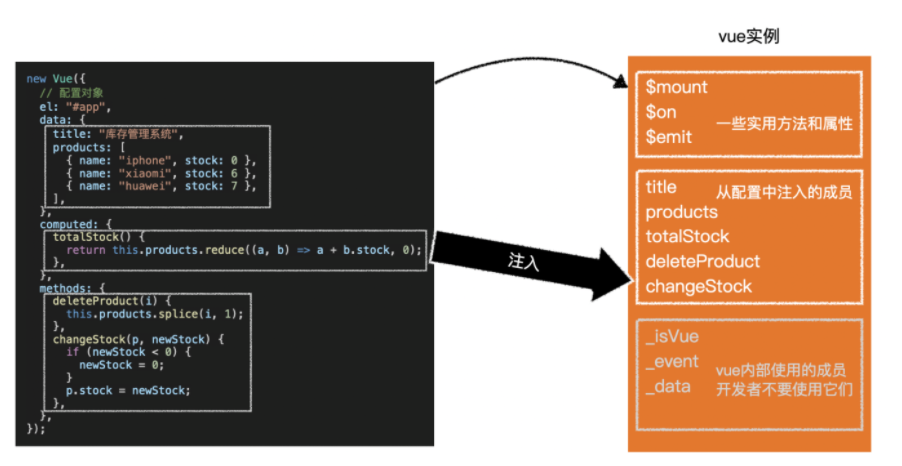 vue实例
new Vue({
// 配置对象
el: "#app",
data: {
title: "库存管理系统",
products: [
{ name: "iphone", stock: 0 },
{ name: "xiaomi", stock: 6 },
{ name: "huawei", stock: 7 },
],
},
computed: {
totalStock() {
return this.products.reduce((a, b) => a + b.stock, 0);
},
},
methods: {
deleteProduct(i) {
this.products.splice(i, 1);
},
changeStock(p, newStock) {
if (newStock < 0) {
newStock = 0;
}
p.stock = newStock;
},
},
});
注入
$mount
$on
$emit
一些实用方法和属性
title
从配置中注入的成员
products
totalStock
deleteProduct
changeStock
_isVue
_event
_data
vue内部使用的成员
开发者不要使用它们